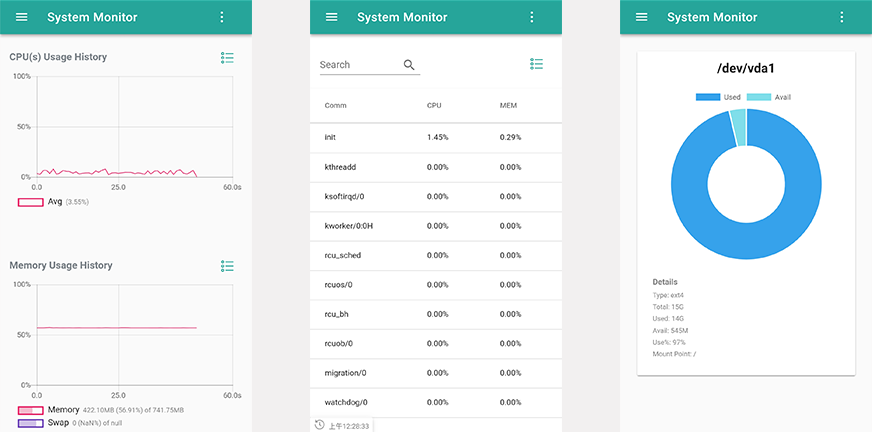 System Monitor
CPU(s) Usage History
100%
50%
0%
0.0 25.0 60.0s
Avg (3.55%)
Memory Usage History
100%
50%
0%
0.0 25.0 60.0s
Memory 422.10MB (56.91%) of 741.75MB
Swap 0 (NaN%) of null
System Monitor
Search
Comm CPU MEM
init 1.45% 0.29%
kthreadd 0.00% 0.00%
ksoftirqd/0 0.00% 0.00%
kworker/0:0H 0.00% 0.00%
rcu_sched 0.00% 0.00%
rcuos/0 0.00% 0.00%
rcu_bh 0.00% 0.00%
rcuob/0 0.00% 0.00%
migration/0 0.00% 0.00%
watchdog/0 0.00% 0.00%
上午12:28:33
System Monitor
/dev/vda1
Used Avail
Details
Type: ext4
Total: 15G
Used: 14G
Avail: 545M
Use%: 97%
Mount Point: /